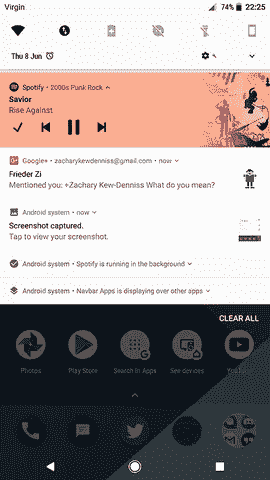 Virgin 74% 22:25
Thu 8 Jun
Spotify • 2000s Punk Rock
Savior
Rise Against
Google+ • zacharykewdenniss@gmail.com • now
Frieder Zi
Mentioned you: +Zachary Kew-Denniss What do you mean?
Android system • now
Screenshot captured.
Tap to view your screenshot.
Android system • Spotify is running in the background
Android system • Navbar Apps is displaying over other apps
CLEAR ALL
Photos Play Store Search In Apps See devices